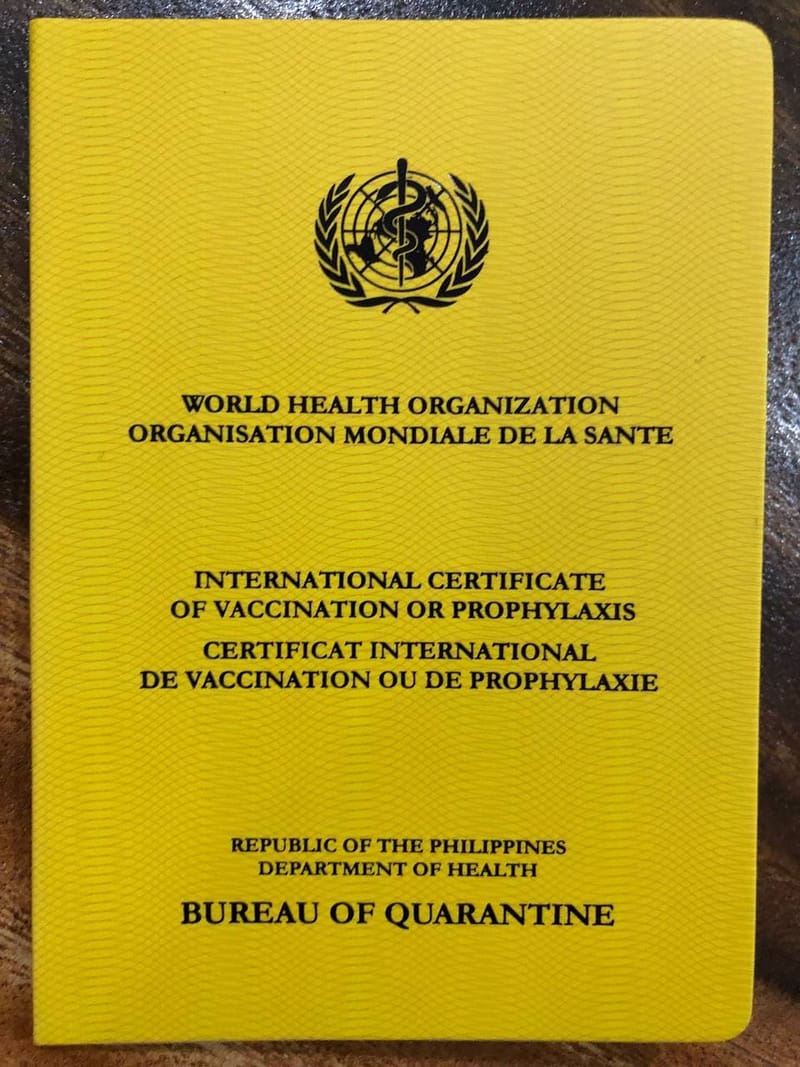 WORLD HEALTH ORGANIZATION
ORGANISATION MONDIALE DE LA SANTE
INTERNATIONAL CERTIFICATE
OF VACCINATION OR PROPHYLAXIS
CERTIFICAT INTERNATIONAL
DE VACCINATION OU DE PROPHYLAXIE
REPUBLIC OF THE PHILIPPINES
DEPARTMENT OF HEALTH
BUREAU OF QUARANTINE